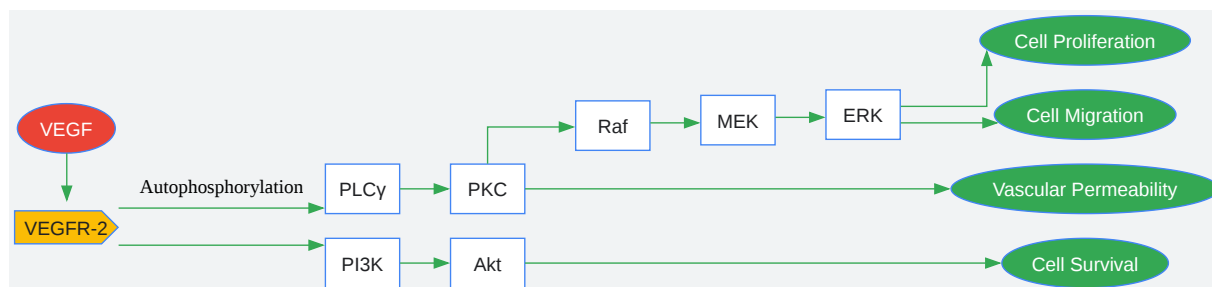 Cell Proliferation
VEGF
Raf
MEK
ERK
Cell Migration
Autophosphorylation
PLCγ
PKC
Vascular Permeability
VEGFR-2
PI3K
Akt
Cell Survival